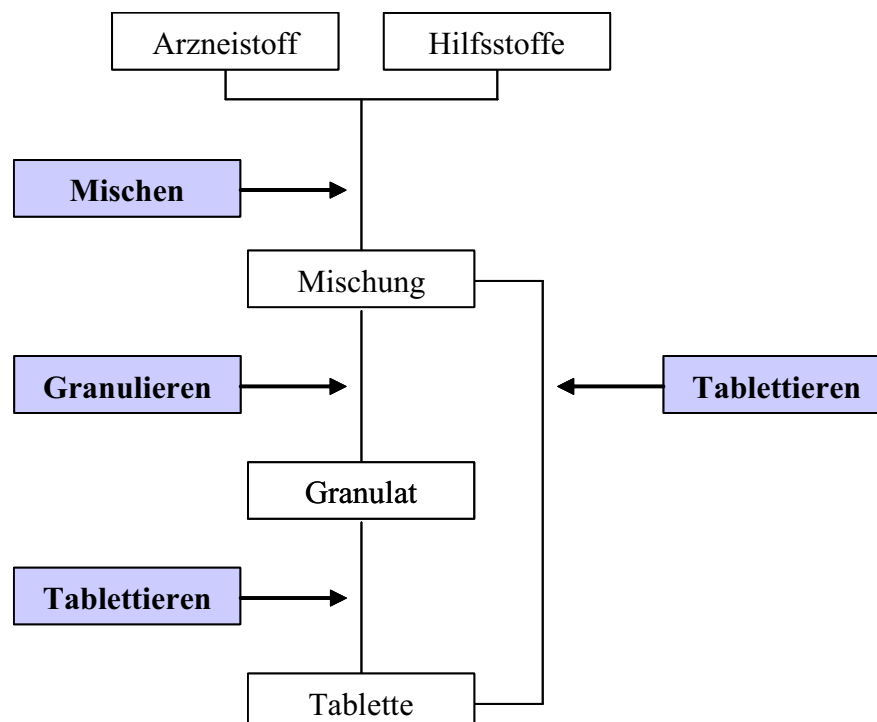 Arzneistoff
Hilfsstoffe
Mischen
Mischung
Granulieren
Tablettieren
Granulat
Tablettieren
Tablette